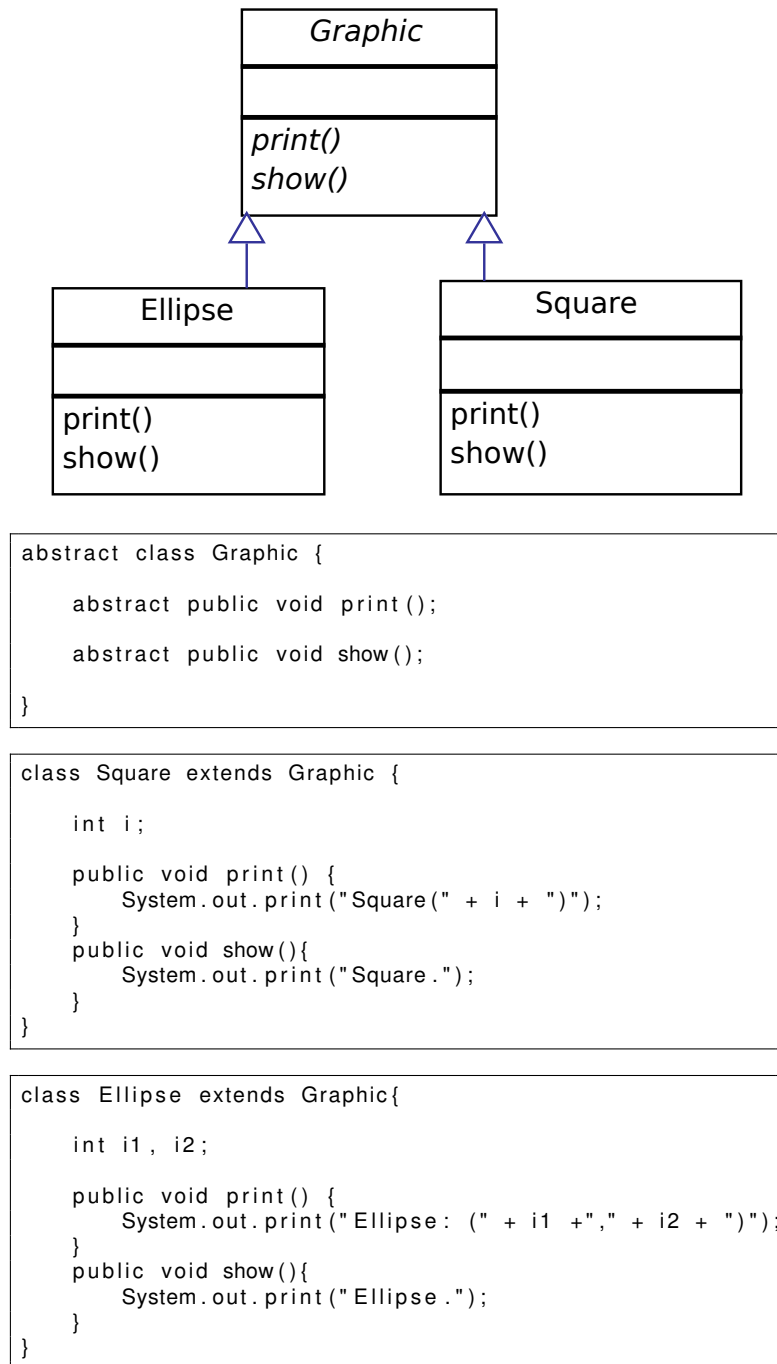 Graphic
print()
show()
Ellipse
print()
show()
Square
print()
show()
abstract class Graphic {
abstract public void print();
abstract public void show();
}
class Square extends Graphic {
int i;
public void print() {
System.out.print("Square(" + i + ")");
}
public void show(){
System.out.print("Square.");
}
}
class Ellipse extends Graphic{
int i1, i2;
public void print() {
System.out.print("Ellipse: (" + i1 +"," + i2 + ")");
}
public void show(){
System.out.print("Ellipse.");
}
}